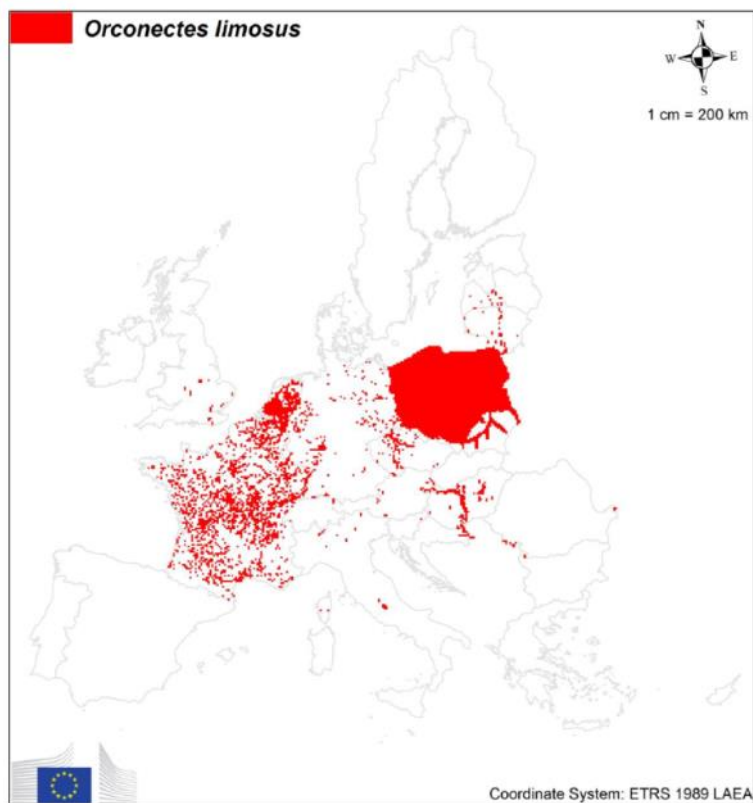 Orconectes limosus
N
W E
S
1 cm = 200 km
Coordinate System: ETRS 1989 LAEA